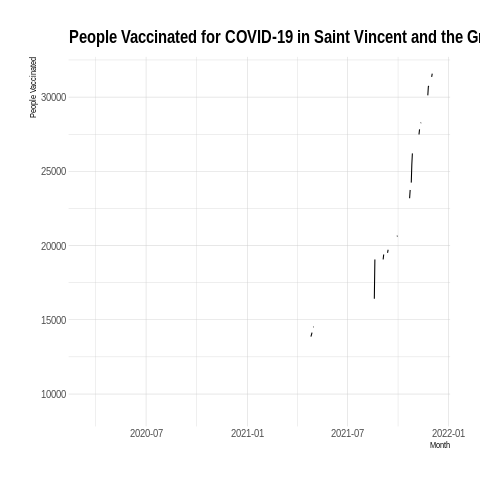 People Vaccinated for COVID-19 in Saint Vincent and the Gr
People Vaccinated
30000
25000
20000
15000
10000
2020-07 2021-01 2021-07 2022-01
Month